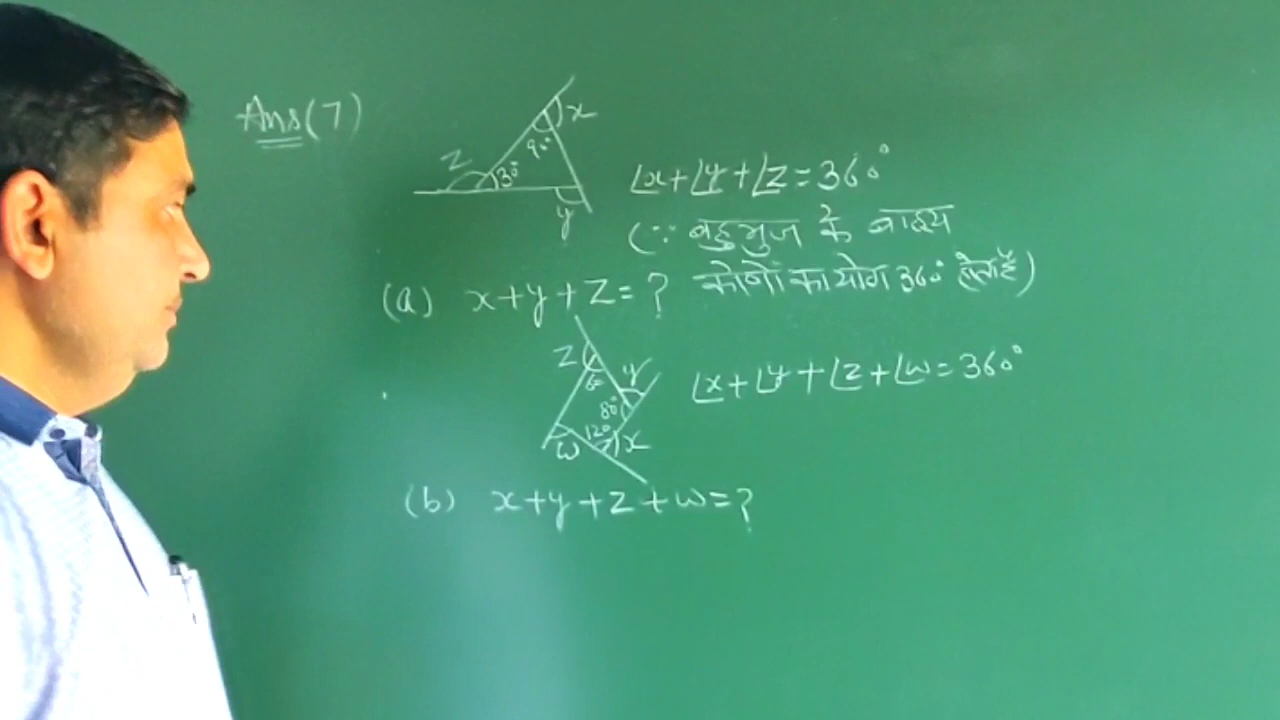 Ans (7)
z 30° 90° x y
∠x+∠y+∠z=360°
(∵ बहुभुज के बाह्य
कोणों का योग 360° होता है)
(a) x+y+z=?
z 60 y 80° 120 x w
∠x+∠y+∠z+∠w=360°
(b) x+y+z+w=?